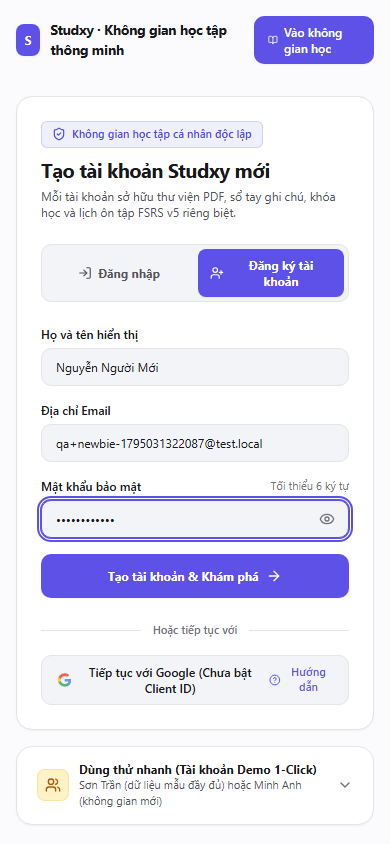 S
Studxy · Không gian học tập
thông minh
Vào không
gian học
Không gian học tập cá nhân độc lập
Tạo tài khoản Studxy mới
Mỗi tài khoản sở hữu thư viện PDF, sổ tay ghi chú, khóa
học và lịch ôn tập FSRS v5 riêng biệt.
Đăng nhập
Đăng ký tài
khoản
Họ và tên hiển thị
Nguyễn Người Mới
Địa chỉ Email
qa+newbie-1795031322087@test.local
Mật khẩu bảo mật
Tối thiểu 6 ký tự
••••••••••••
Tạo tài khoản & Khám phá
Hoặc tiếp tục với
Tiếp tục với Google (Chưa bật
Client ID)
Hướng
dẫn
Dùng thử nhanh (Tài khoản Demo 1-Click)
Sơn Trần (dữ liệu mẫu đầy đủ) hoặc Minh Anh
(không gian mới)